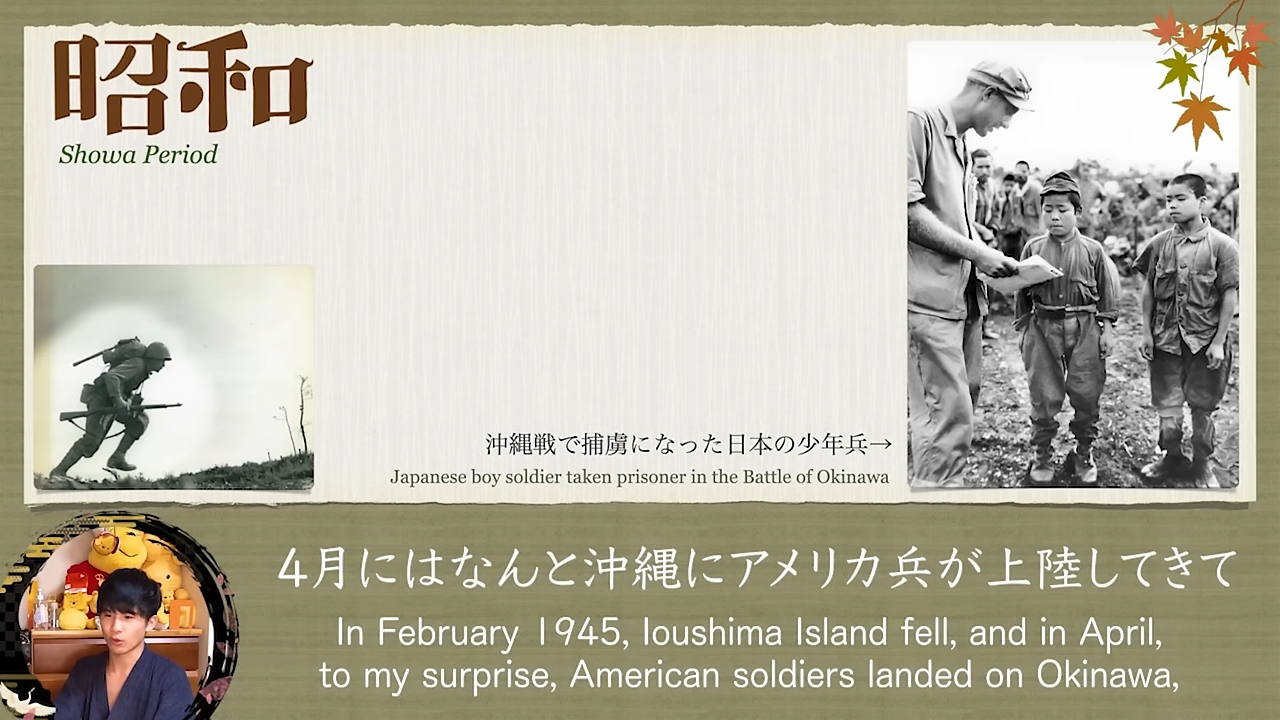 昭和
Showa Period
沖縄戦で捕虜になった日本の少年兵→
Japanese boy soldier taken prisoner in the Battle of Okinawa
4月にはなんと沖縄にアメリカ兵が上陸してきて
In February 1945, Ioushima Island fell, and in April,
to my surprise, American soldiers landed on Okinawa,